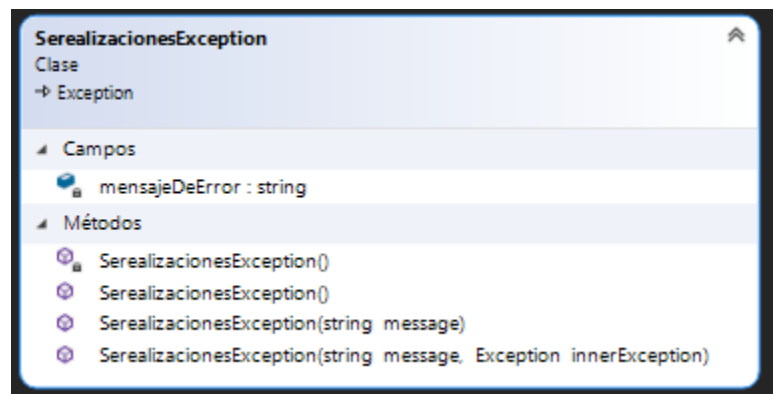 SerealizacionesException
Clase
Exception
Campos
mensajeDeError : string
Métodos
SerealizacionesException()
SerealizacionesException()
SerealizacionesException(string message)
SerealizacionesException(string message, Exception innerException)